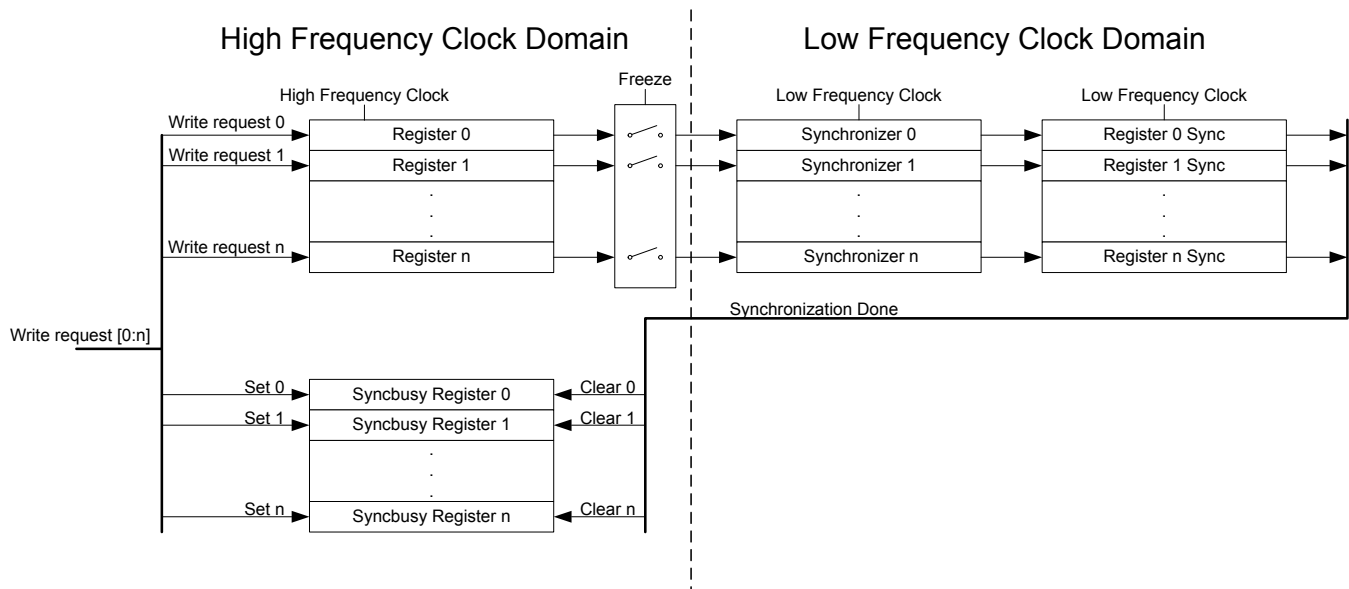 High Frequency Clock Domain
Low Frequency Clock Domain
Freeze
High Frequency Clock
Low Frequency Clock
Low Frequency Clock
Write request 0
Register 0
Synchronizer 0
Register 0 Sync
Write request 1
Register 1
Synchronizer 1
Register 1 Sync
.
.
.
.
.
.
.
.
.
Write request n
Register n
Synchronizer n
Register n Sync
Synchronization Done
Write request [0:n]
Set 0
Syncbusy Register 0
Clear 0
Set 1
Syncbusy Register 1
Clear 1
.
.
.
Set n
Syncbusy Register n
Clear n